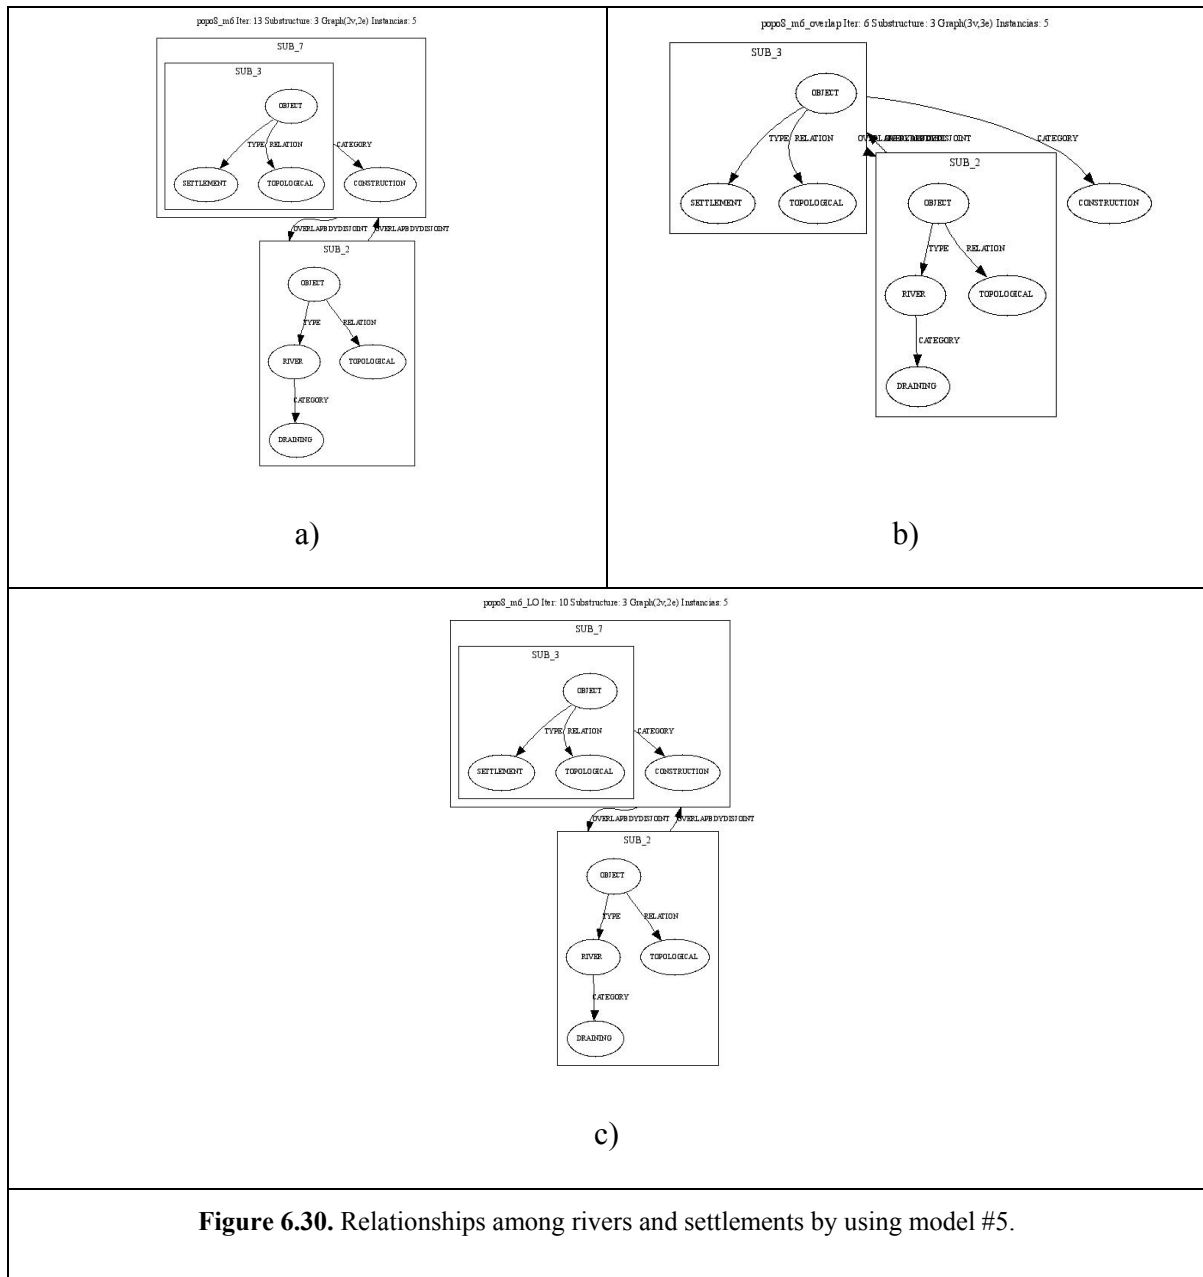 popo8_m6 Iter: 13 Substructure: 3 Graph(2v,2e) Instancias: 5
SUB_7
SUB_3
OBJECT
TYPE RELATION CATEGORY
SETTLEMENT TOPOLOGICAL CONSTRUCTION
OVERLAPBDYDISJOINT OVERLAPBDYDISJOINT
SUB_2
OBJECT
TYPE RELATION
RIVER TOPOLOGICAL
CATEGORY
DRAINING
a)
popo8_m6_overlap Iter: 6 Substructure: 3 Graph(3v,3e) Instancias: 5
SUB_3
OBJECT
TYPE RELATION CATEGORY
SUB_2
SETTLEMENT TOPOLOGICAL OBJECT CONSTRUCTION
TYPE RELATION
RIVER TOPOLOGICAL
CATEGORY
DRAINING
b)
popo8_m6_LO Iter: 10 Substructure: 3 Graph(2v,2e) Instancias: 5
SUB_7
SUB_3
OBJECT
TYPE RELATION CATEGORY
SETTLEMENT TOPOLOGICAL CONSTRUCTION
OVERLAPBDYDISJOINT OVERLAPBDYDISJOINT
SUB_2
OBJECT
TYPE RELATION
RIVER TOPOLOGICAL
CATEGORY
DRAINING
c)
Figure 6.30. Relationships among rivers and settlements by using model #5.